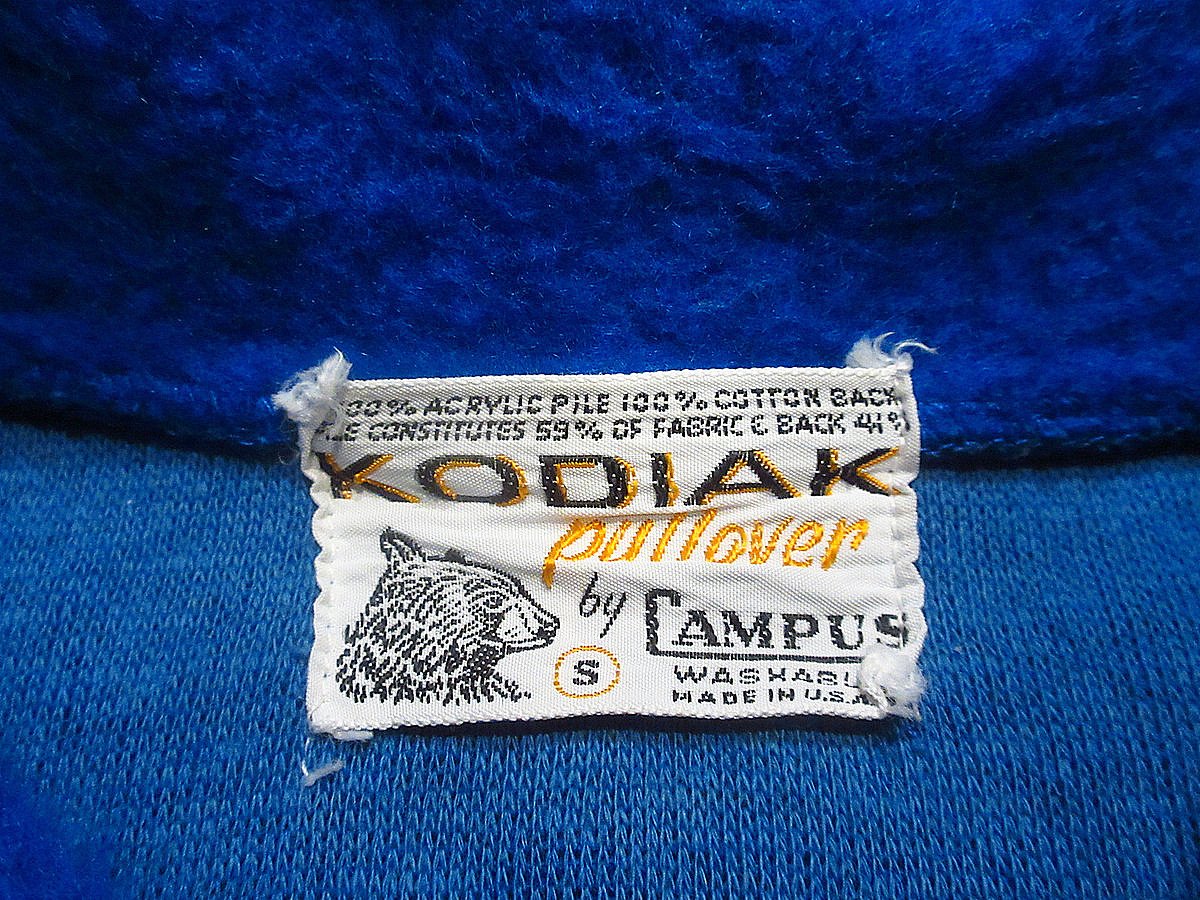 100% ACRYLIC PILE 100% COTTON BACK
PILE CONSTITUTES 59% OF FABRIC & BACK 41%
KODIAK
pullover
by CAMPUS
S
WASHABLE
MADE IN U.S.A.